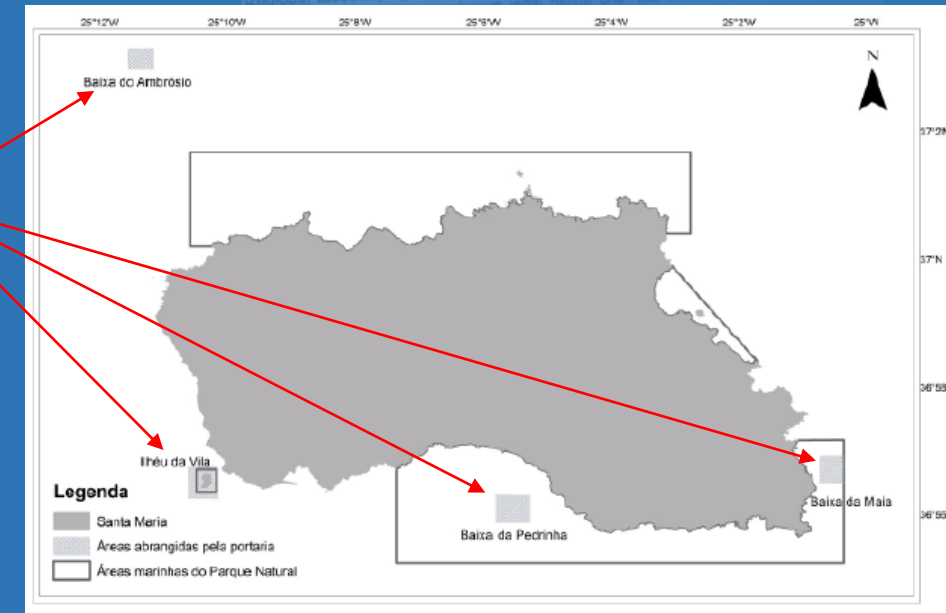 25°12'W 25°10'W 25°8'W 25°6'W 25°4'W 25°2'W 25°W
Baixa do Ambrósio
N
37°N
Ilhéu da Vila
Baixa da Maia
Baixa da Pedrinha
Legenda
Santa Maria
Áreas abrangidas pela portaria
Áreas marinhas do Parque Natural